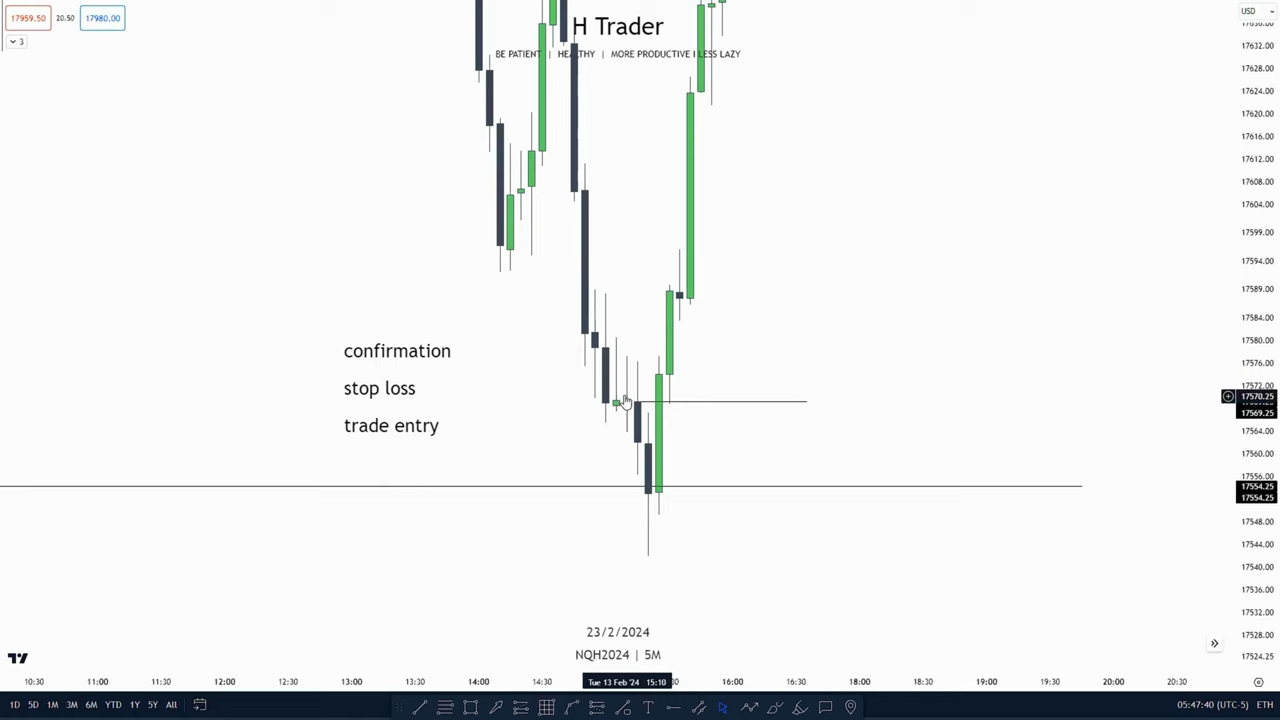 17959.50 20.50 17980.00
3
H Trader
BE PATIENT | HEALTHY | MORE PRODUCTIVE I LESS LAZY
USD
17632.00
17628.00
17624.00
17620.00
17616.00
17612.00
17608.00
17604.00
17599.00
17594.00
17589.00
17584.00
17580.00
17576.00
17572.00
17570.25
17569.25
17564.00
17560.00
17556.00
17554.25
17554.25
17548.00
17544.00
17540.00
17536.00
17532.00
17528.00
17524.25
confirmation
stop loss
trade entry
23/2/2024
NQH2024 | 5M
10:30 11:00 11:30 12:00 12:30 13:00 13:30 14:00 14:30 Tue 13 Feb '24 15:10 16:00 16:30 17:00 17:30 18:00 18:30 19:00 19:30 20:00 20:30
1D 5D 1M 3M 6M YTD 1Y 5Y All
05:47:40 (UTC-5) ETH